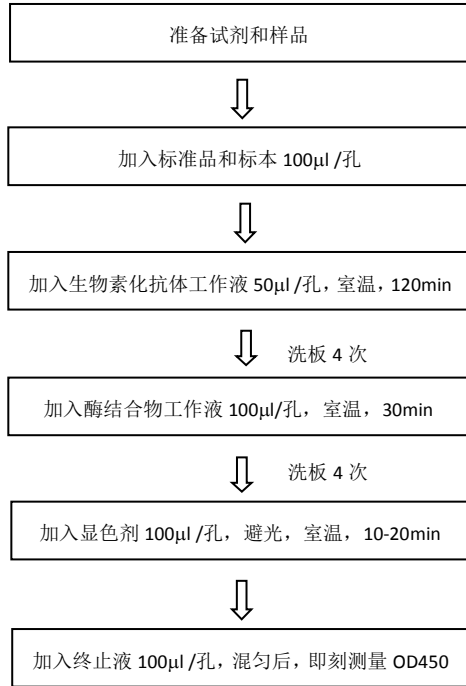 准备试剂和样品
加入标准品和标本 100μl /孔
加入生物素化抗体工作液 50μl /孔，室温，120min
洗板 4 次
加入酶结合物工作液 100μl/孔，室温，30min
洗板 4 次
加入显色剂 100μl /孔，避光，室温，10-20min
加入终止液 100μl /孔，混匀后，即刻测量 OD450